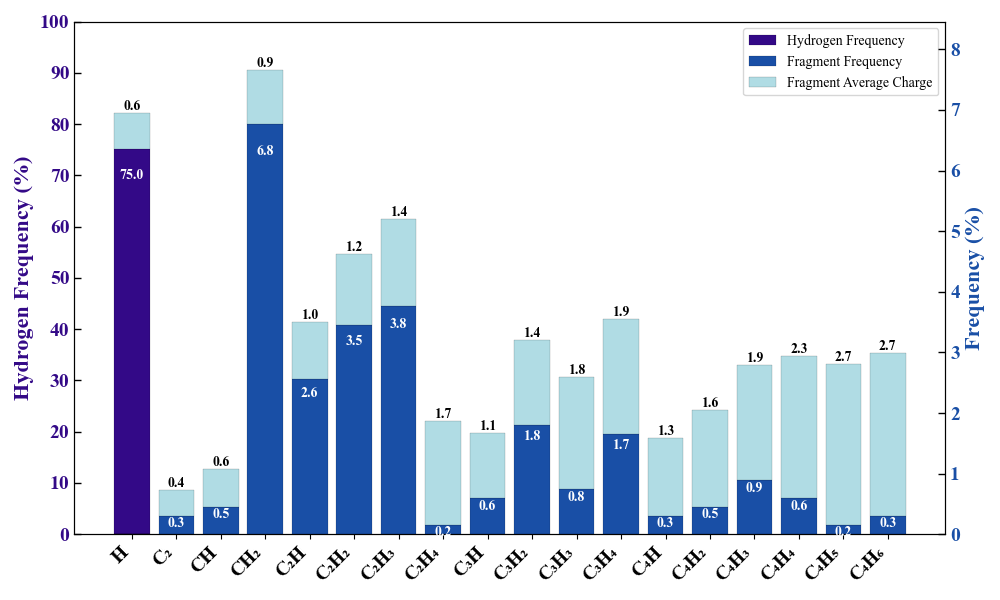 Hydrogen Frequency (%)
100
90
80
70
60
50
40
30
20
10
0
Hydrogen Frequency
Fragment Frequency
Fragment Average Charge
0.6
75.0
0.4
0.3
0.6
0.5
0.9
6.8
1.0
2.6
1.2
3.5
1.4
3.8
1.7
0.2
1.1
0.6
1.4
1.8
1.8
0.8
1.9
1.7
1.3
0.3
1.6
0.5
1.9
0.9
2.3
0.6
2.7
0.2
2.7
0.3
H
C₂
CH
CH₂
C₂H
C₂H₂
C₂H₃
C₂H₄
C₃H
C₃H₂
C₃H₃
C₃H₄
C₄H
C₄H₂
C₄H₃
C₄H₄
C₄H₅
C₄H₆
8
7
6
5
4
3
2
1
0
Frequency (%)